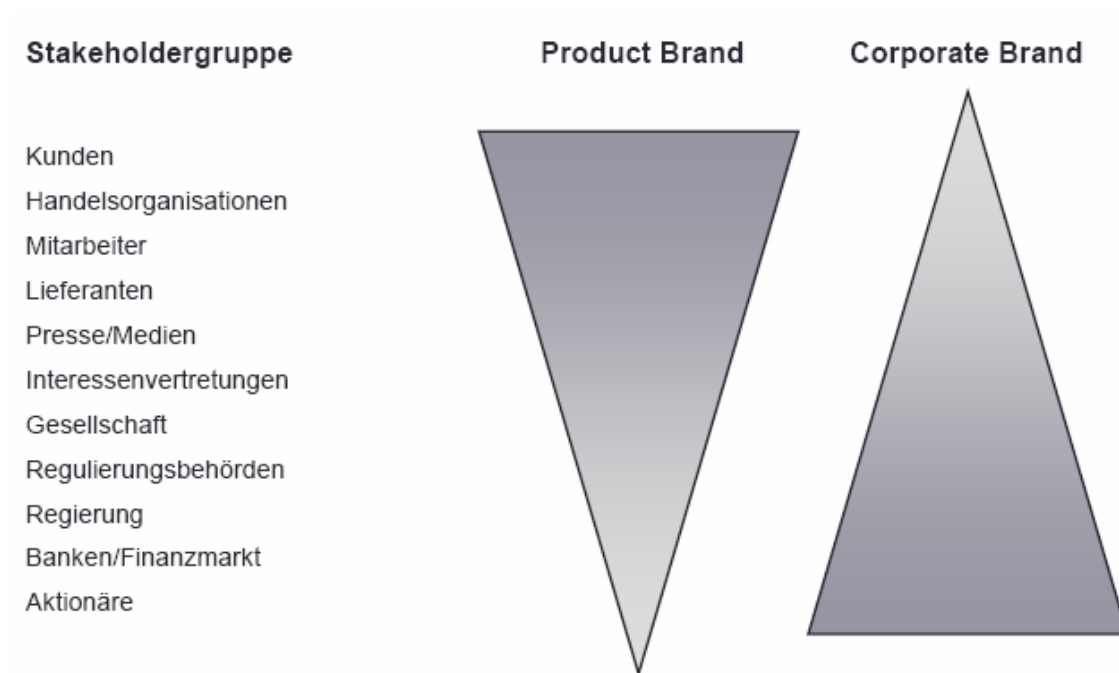 Stakeholdergruppe Product Brand Corporate Brand
Kunden
Handelsorganisationen
Mitarbeiter
Lieferanten
Presse/Medien
Interessenvertretungen
Gesellschaft
Regulierungsbehörden
Regierung
Banken/Finanzmarkt
Aktionäre